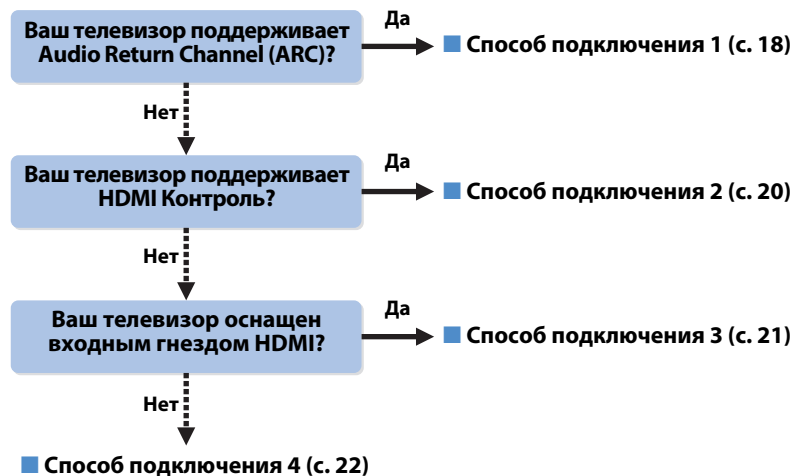 Ваш телевизор поддерживает
Audio Return Channel (ARC)?
Да
■ Способ подключения 1 (с. 18)
Нет
Ваш телевизор поддерживает
HDMI Контроль?
Да
■ Способ подключения 2 (с. 20)
Нет
Ваш телевизор оснащен
входным гнездом HDMI?
Да
■ Способ подключения 3 (с. 21)
Нет
■ Способ подключения 4 (с. 22)